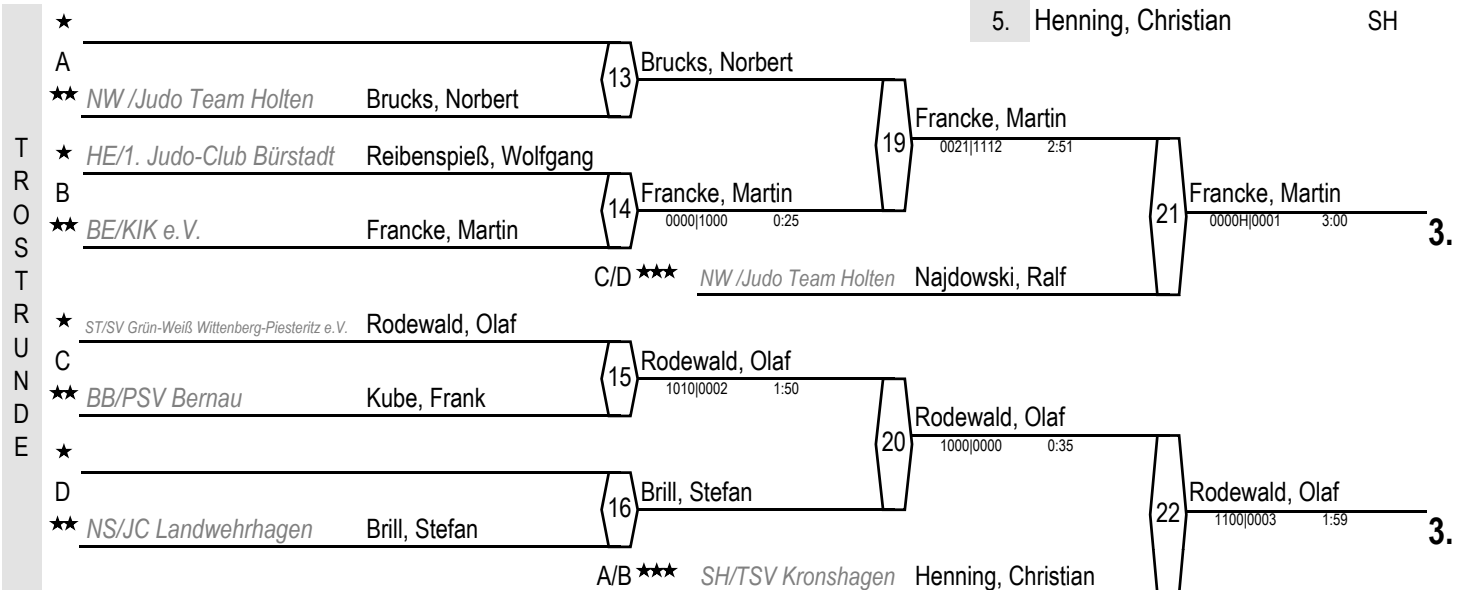 5. Henning, Christian SH
★
A
13 Brucks, Norbert
★★ NW /Judo Team Holten Brucks, Norbert
19 Francke, Martin
0021|1112 2:51
TROSTRUNDE
★ HE/1. Judo-Club Bürstadt Reibenspieß, Wolfgang
B
14 Francke, Martin
0000|1000 0:25
★★ BE/KIK e.V. Francke, Martin
21 Francke, Martin
0000H|0001 3:00
3.
C/D ★★★ NW /Judo Team Holten Najdowski, Ralf
★ ST/SV Grün-Weiß Wittenberg-Piesteritz e.V. Rodewald, Olaf
C
15 Rodewald, Olaf
1010|0002 1:50
★★ BB/PSV Bernau Kube, Frank
20 Rodewald, Olaf
1000|0000 0:35
★
D
16 Brill, Stefan
★★ NS/JC Landwehrhagen Brill, Stefan
22 Rodewald, Olaf
1100|0003 1:59
3.
A/B ★★★ SH/TSV Kronshagen Henning, Christian